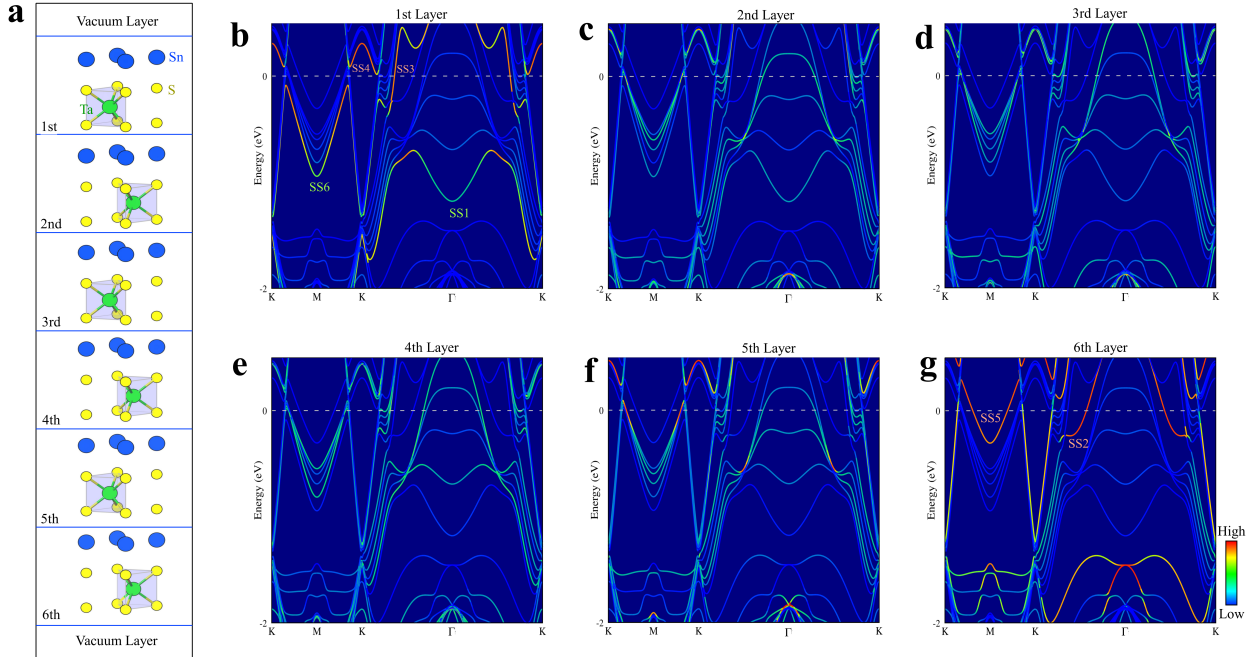 a
Vacuum Layer
Sn
S
Ta
1st
2nd
3rd
4th
5th
6th
Vacuum Layer
b
1st Layer
0
SS4
SS3
SS6
SS1
Energy (eV)
-2
K
M
K
Γ
K
c
2nd Layer
0
Energy (eV)
-2
K
M
K
Γ
K
d
3rd Layer
0
Energy (eV)
-2
K
M
K
Γ
K
e
4th Layer
0
Energy (eV)
-2
K
M
K
Γ
K
f
5th Layer
0
Energy (eV)
-2
K
M
K
Γ
K
g
6th Layer
0
SS5
SS2
Energy (eV)
-2
K
M
K
Γ
K
High
Low